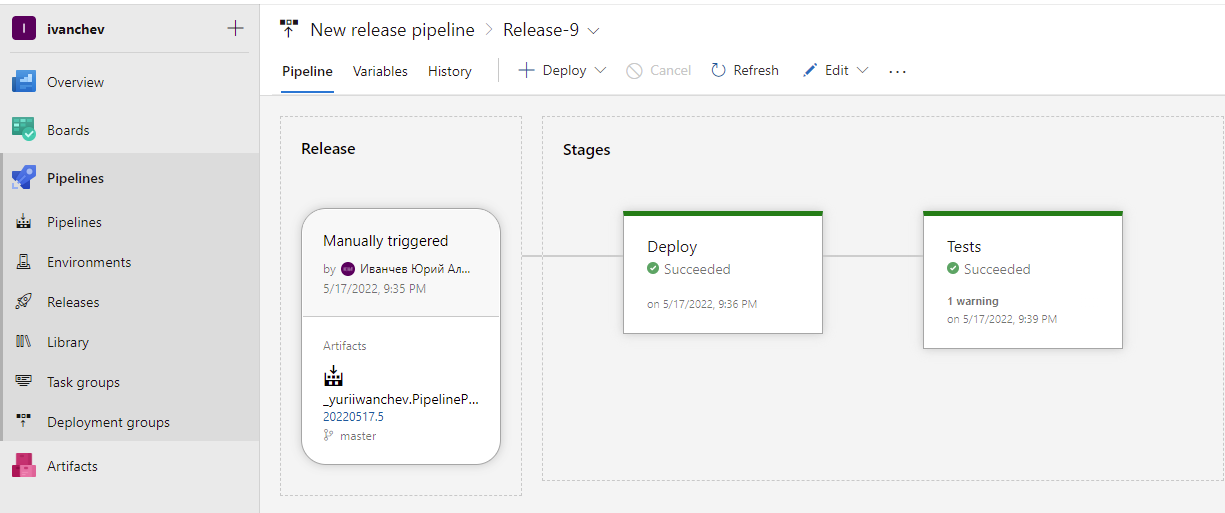 I ivanchev
New release pipeline Release-9
Pipeline Variables History Deploy Cancel Refresh Edit ...
Overview
Boards
Pipelines
Pipelines
Environments
Releases
Library
Task groups
Deployment groups
Artifacts
Release
Manually triggered
by Иванчев Юрий Ал...
5/17/2022, 9:35 PM
Artifacts
_yuriiwanchev.PipelineP...
20220517.5
master
Stages
Deploy
Succeeded
on 5/17/2022, 9:36 PM
Tests
Succeeded
1 warning
on 5/17/2022, 9:39 PM